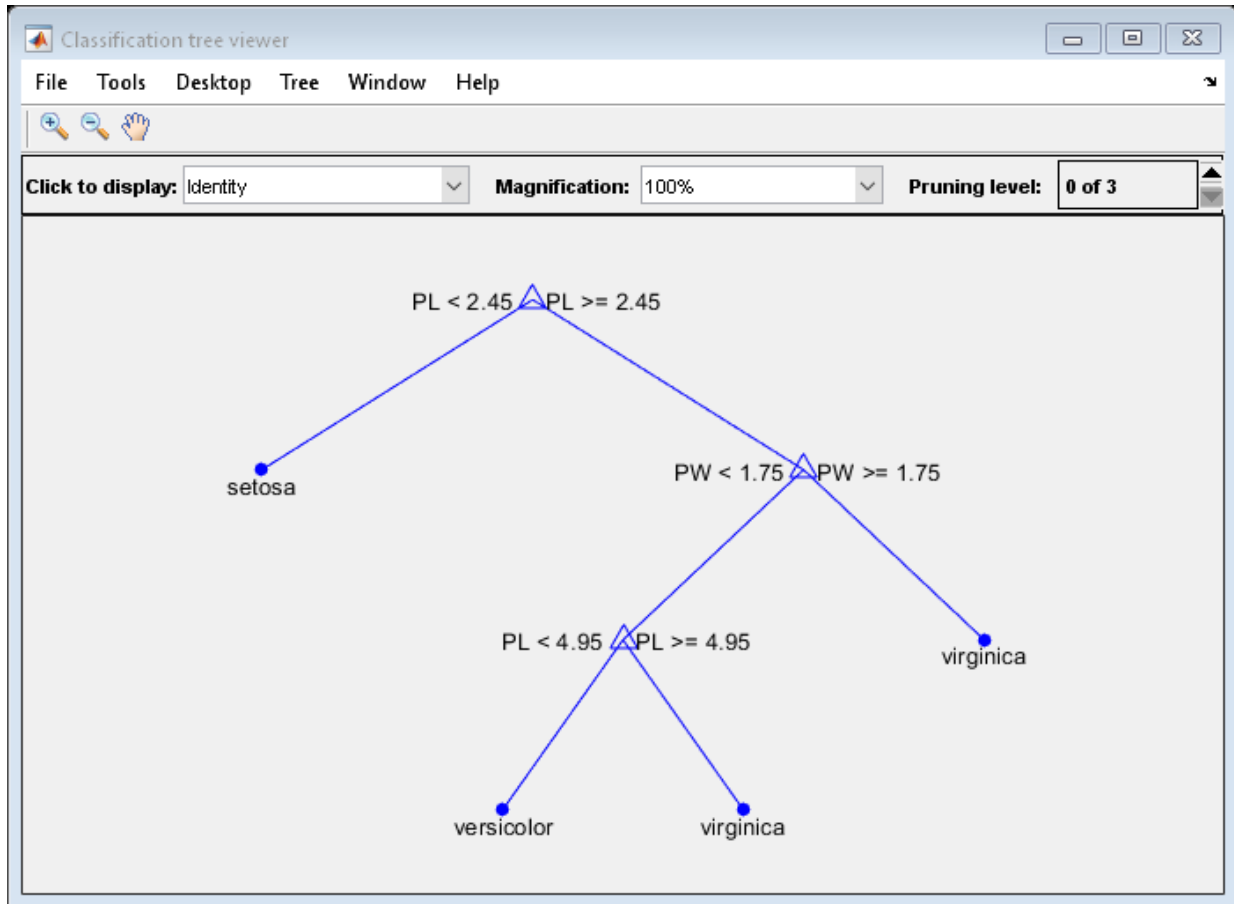 Classification tree viewer
File Tools Desktop Tree Window Help
Click to display: Identity Magnification: 100% Pruning level: 0 of 3
PL < 2.45 PL >= 2.45
setosa
PW < 1.75 PW >= 1.75
PL < 4.95 PL >= 4.95
virginica
versicolor
virginica